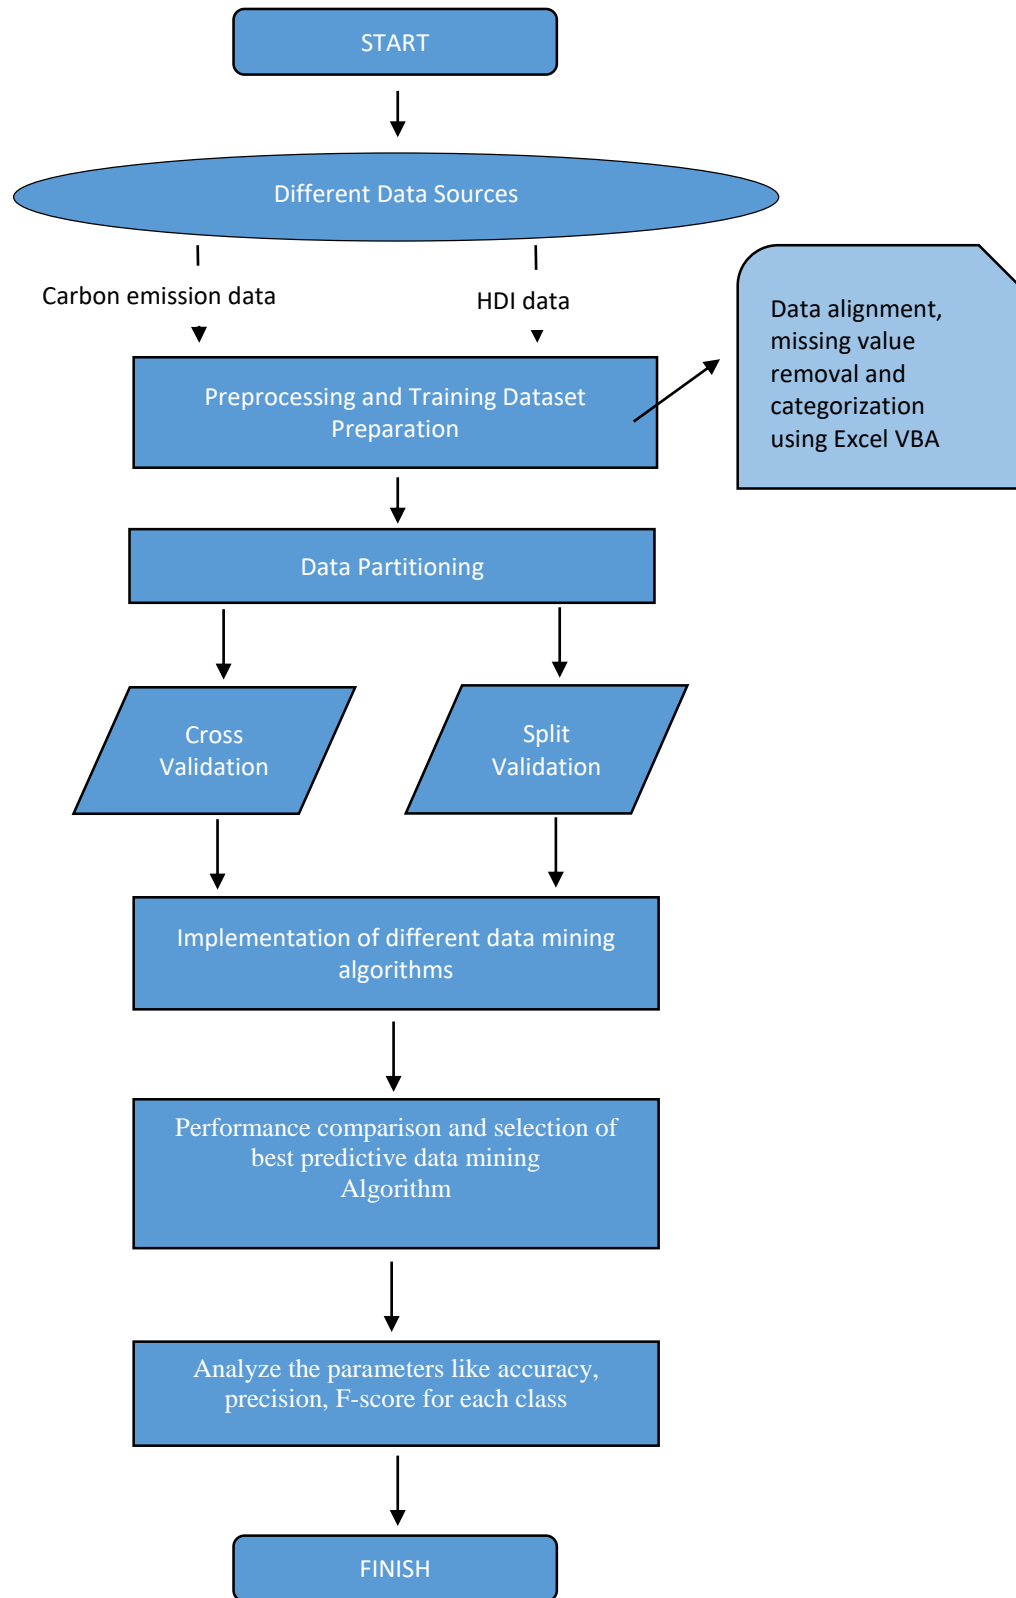 START
Different Data Sources
Carbon emission data
HDI data
Data alignment,
missing value
removal and
categorization
using Excel VBA
Preprocessing and Training Dataset
Preparation
Data Partitioning
Cross
Validation
Split
Validation
Implementation of different data mining
algorithms
Performance comparison and selection of
best predictive data mining
Algorithm
Analyze the parameters like accuracy,
precision, F-score for each class
FINISH